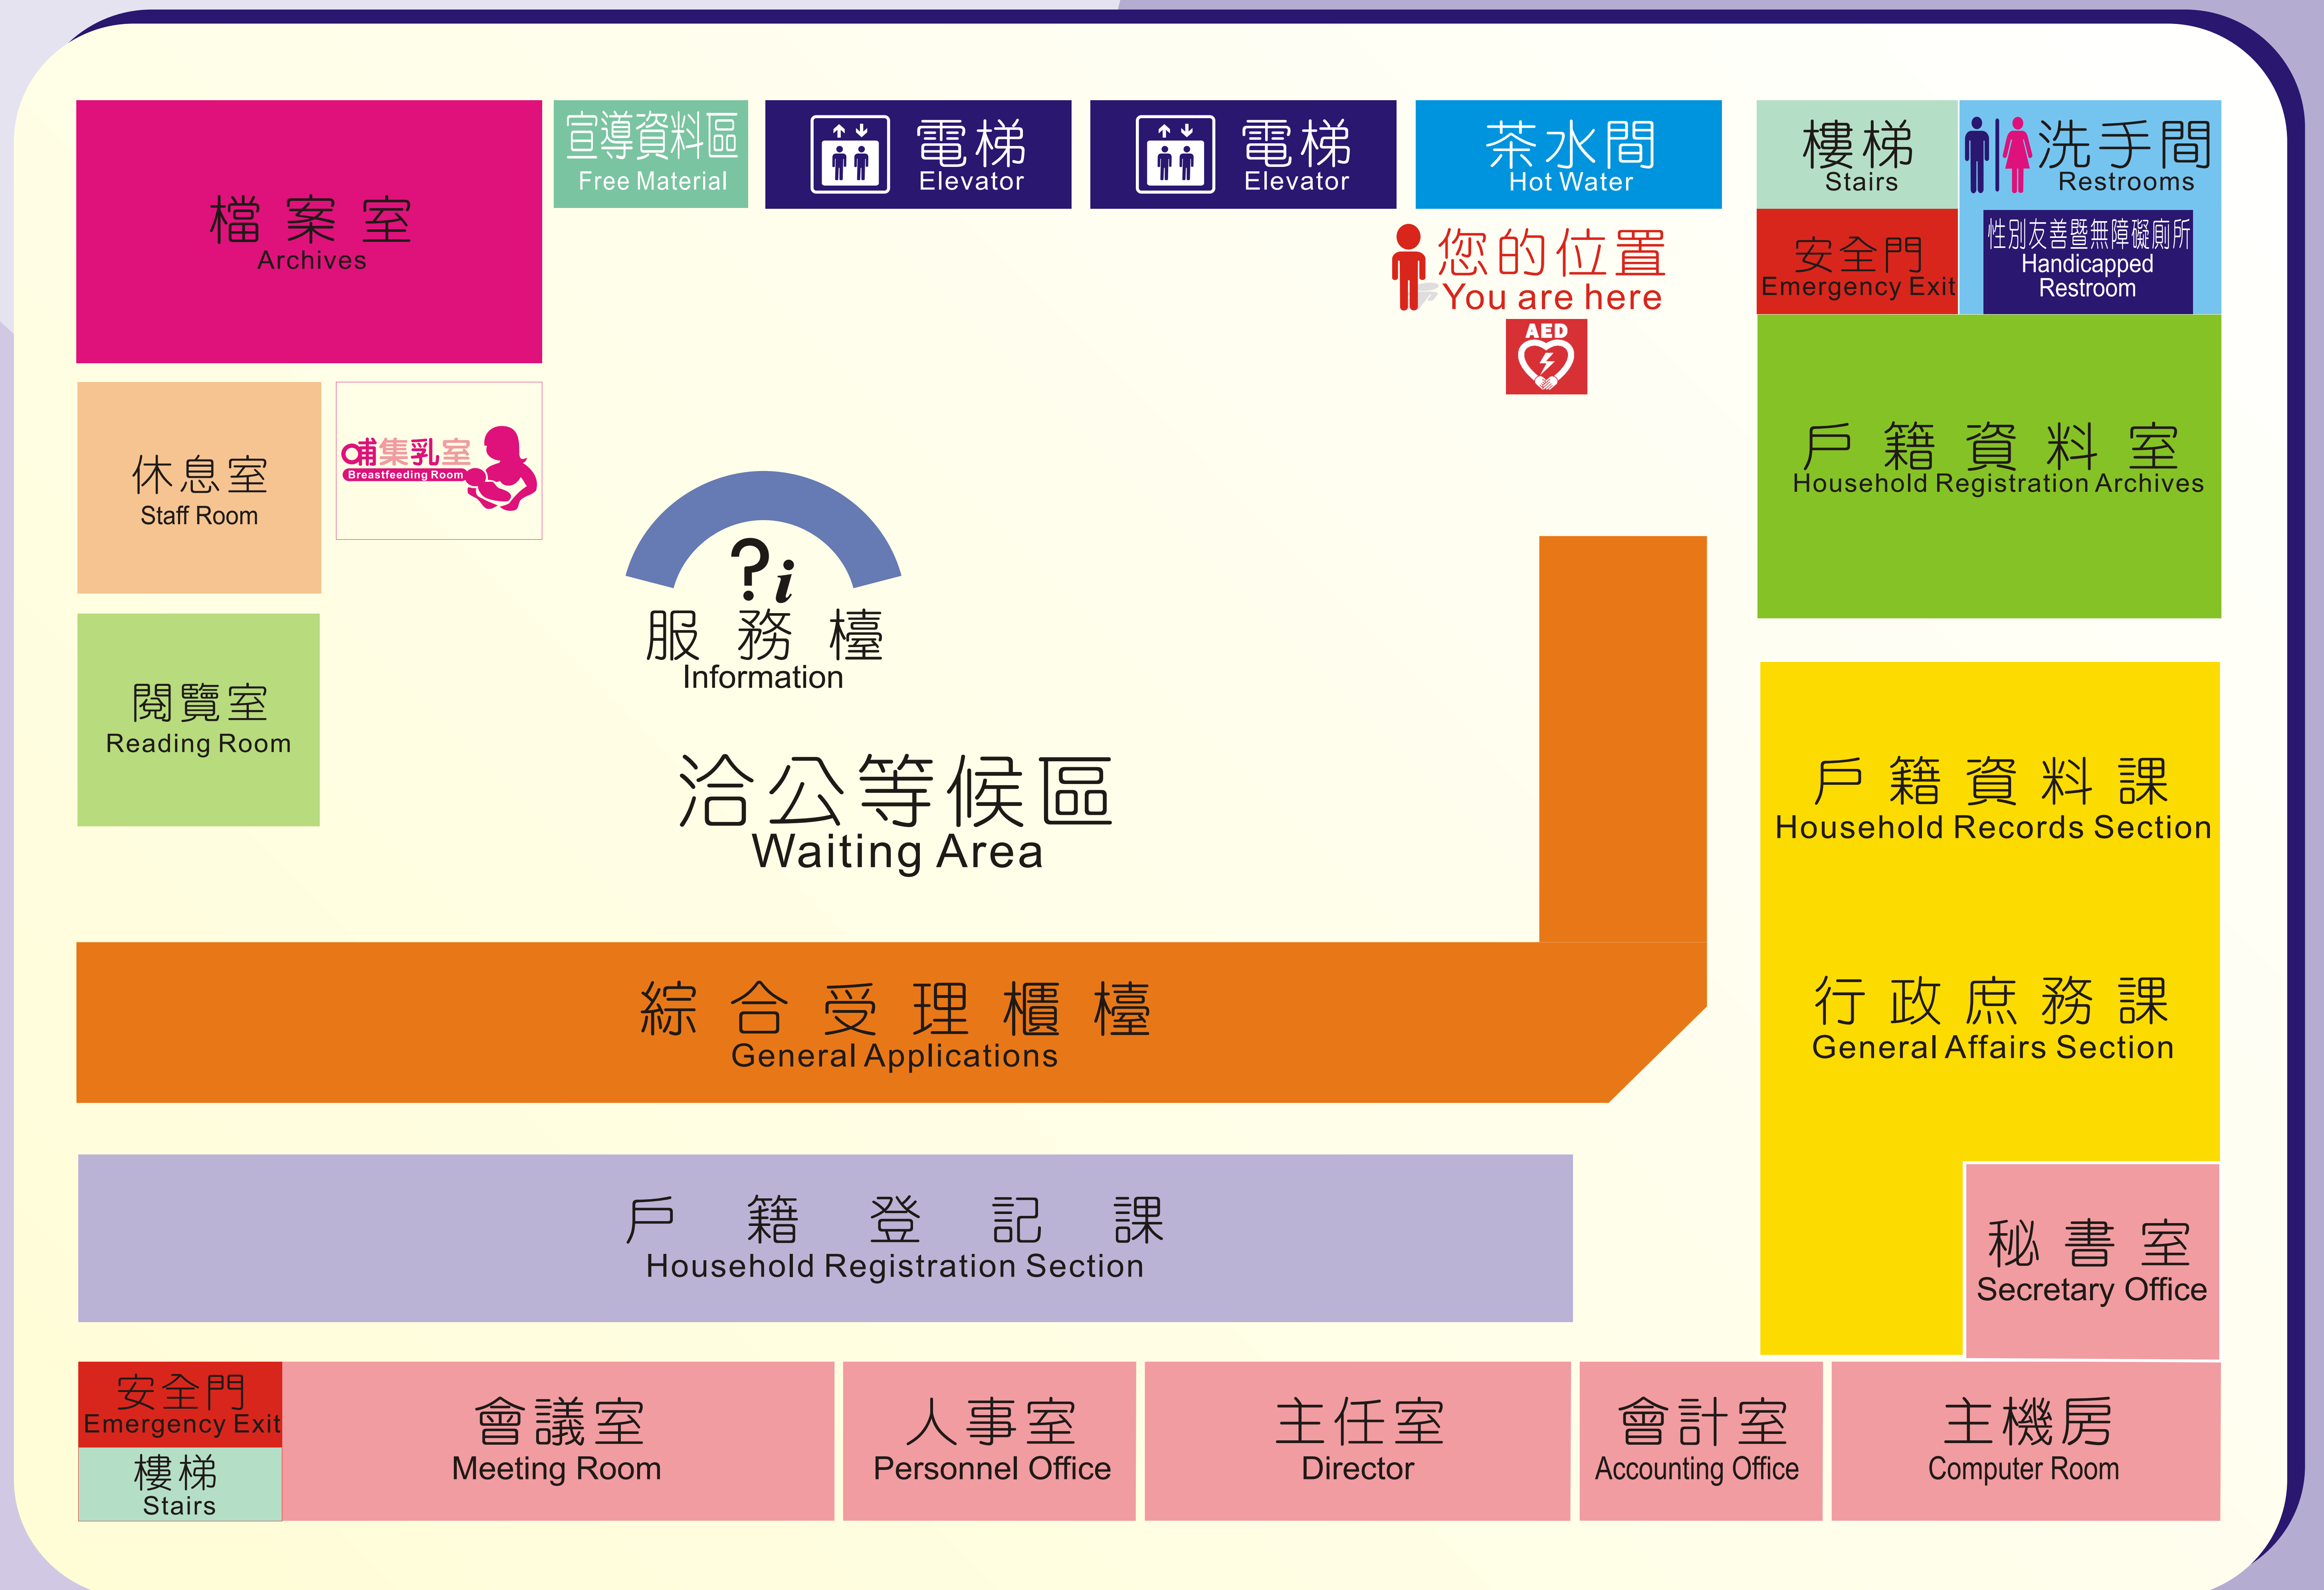 檔案室
Archives
宣導資料區
Free Material
電梯
Elevator
電梯
Elevator
茶水間
Hot Water
樓梯
Stairs
洗手間
Restrooms
安全門
Emergency Exit
性別友善暨無障礙廁所
Handicapped
Restroom
您的位置
You are here
AED
休息室
Staff Room
哺集乳室
Breastfeeding Room
戶籍資料室
Household Registration Archives
?i
服務檯
Information
閱覽室
Reading Room
洽公等候區
Waiting Area
戶籍資料課
Household Records Section
綜合受理櫃檯
General Applications
行政庶務課
General Affairs Section
戶籍登記課
Household Registration Section
秘書室
Secretary Office
安全門
Emergency Exit
樓梯
Stairs
會議室
Meeting Room
人事室
Personnel Office
主任室
Director
會計室
Accounting Office
主機房
Computer Room